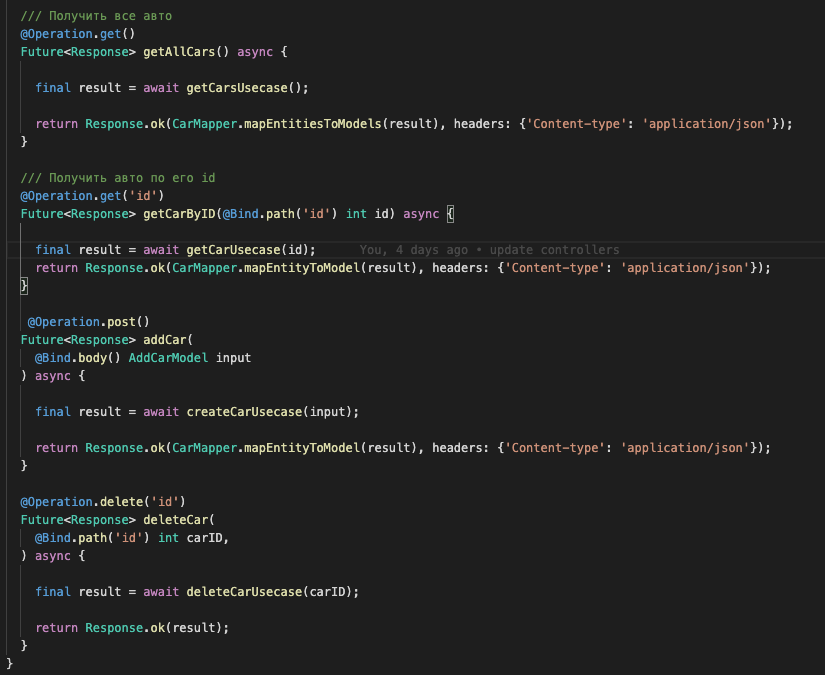 /// Получить все авто
@Operation.get()
Future<Response> getAllCars() async {
final result = await getCarsUsecase();
return Response.ok(CarMapper.mapEntitiesToModels(result), headers: {'Content-type': 'application/json'});
}
/// Получить авто по его id
@Operation.get('id')
Future<Response> getCarByID(@Bind.path('id') int id) async {
final result = await getCarUsecase(id); You, 4 days ago • update controllers
return Response.ok(CarMapper.mapEntityToModel(result), headers: {'Content-type': 'application/json'});
}
@Operation.post()
Future<Response> addCar(
@Bind.body() AddCarModel input
) async {
final result = await createCarUsecase(input);
return Response.ok(CarMapper.mapEntityToModel(result), headers: {'Content-type': 'application/json'});
}
@Operation.delete('id')
Future<Response> deleteCar(
@Bind.path('id') int carID,
) async {
final result = await deleteCarUsecase(carID);
return Response.ok(result);
}
}